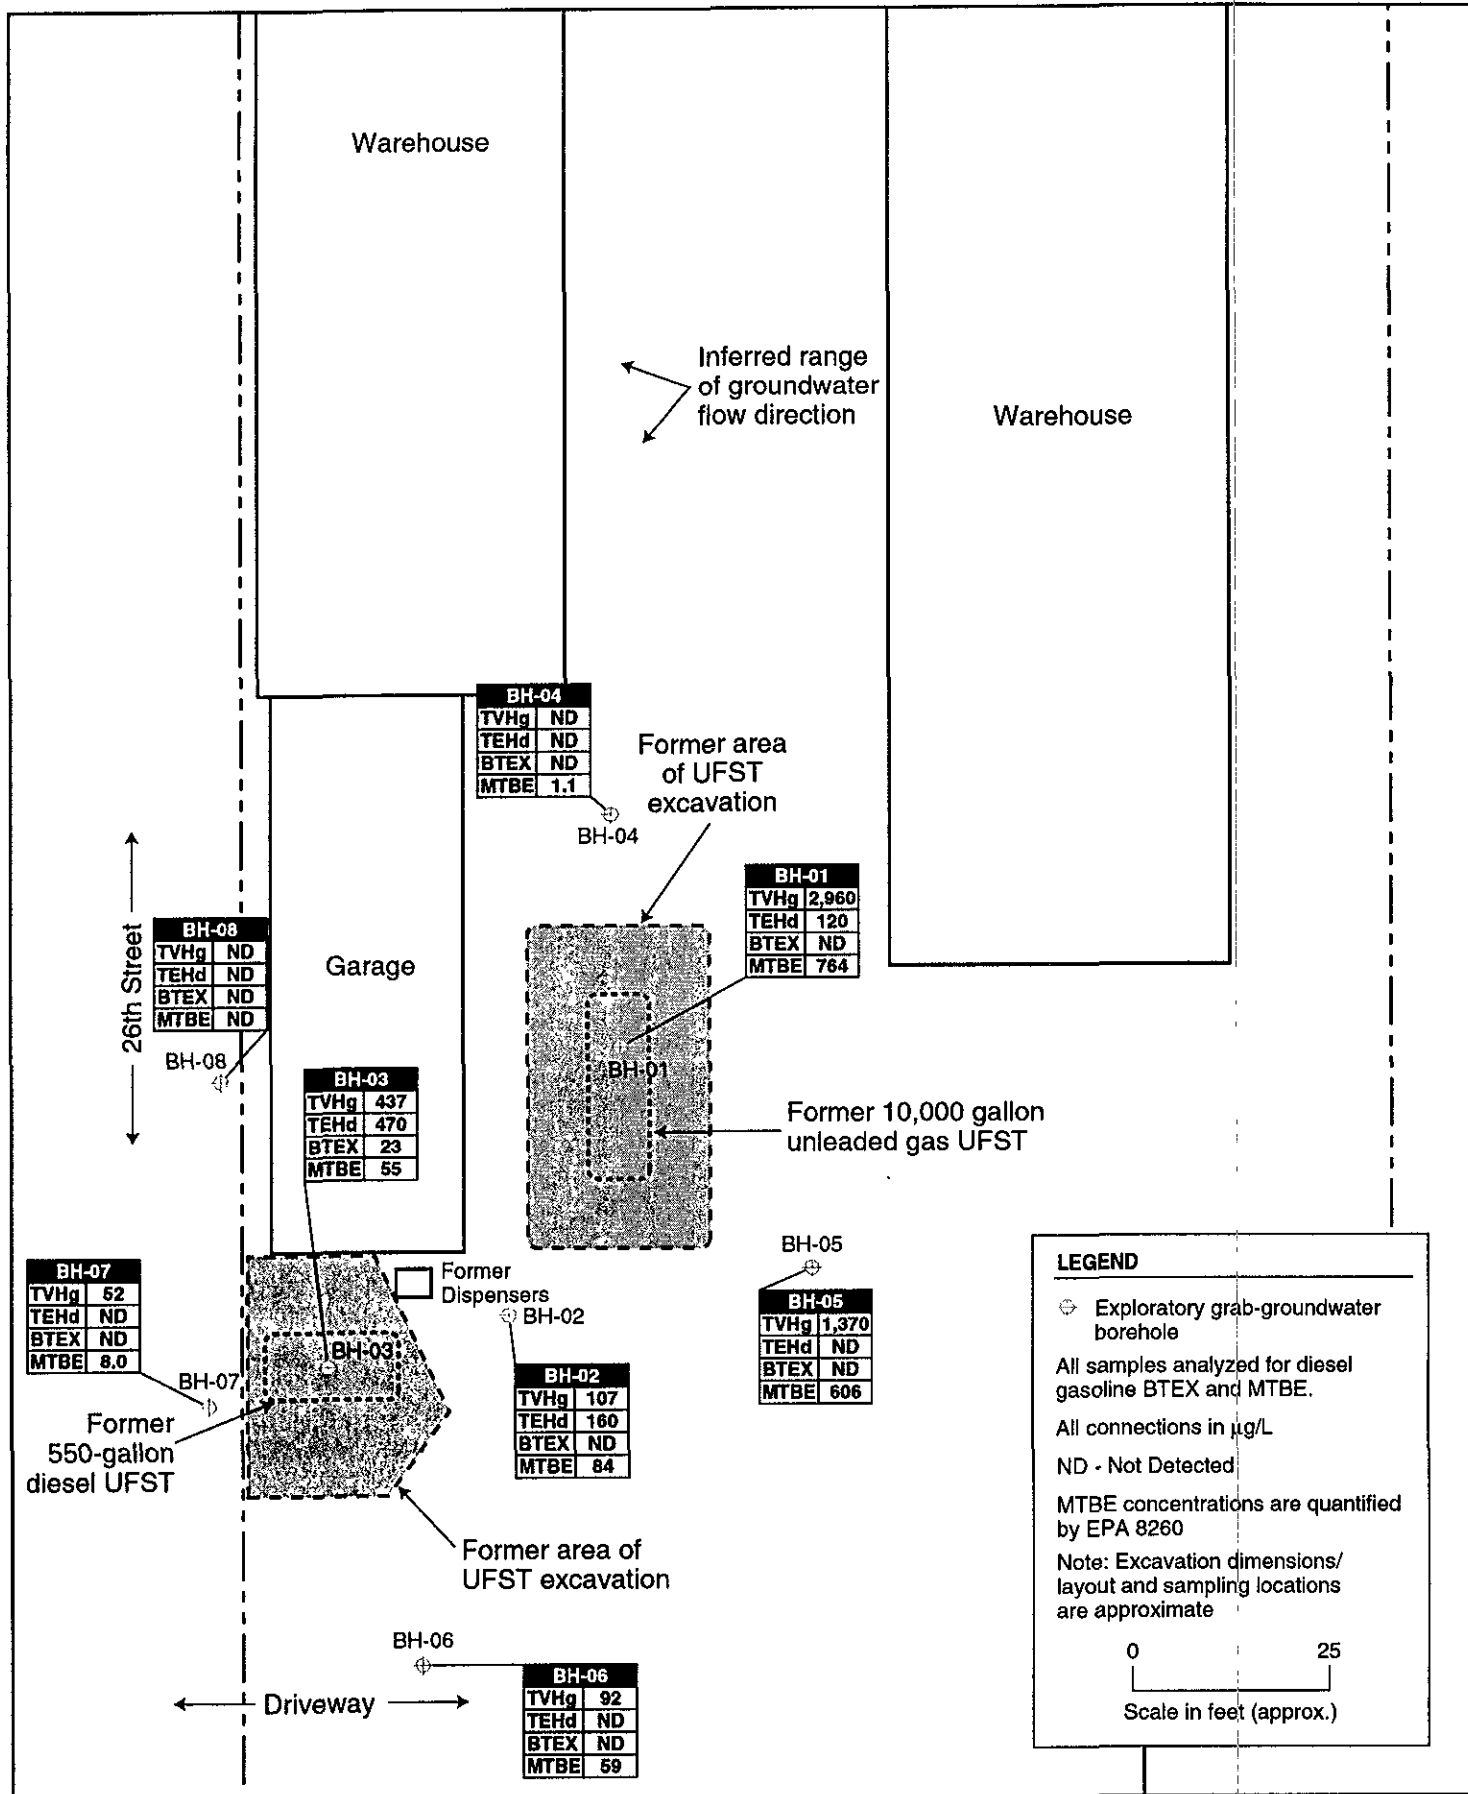 Warehouse
Inferred range
of groundwater
flow direction
Warehouse
BH-04
TVHg ND
TEHd ND
BTEX ND
MTBE 1.1
BH-04
Former area
of UFST
excavation
BH-01
TVHg 2,960
TEHd 120
BTEX ND
MTBE 764
BH-01
26th Street
BH-08
TVHg ND
TEHd ND
BTEX ND
MTBE ND
BH-08
Garage
BH-03
TVHg 437
TEHd 470
BTEX 23
MTBE 55
BH-03
Former 10,000 gallon
unleaded gas UFST
BH-07
TVHg 52
TEHd ND
BTEX ND
MTBE 8.0
BH-07
Former
550-gallon
diesel UFST
Former
Dispensers
BH-02
BH-02
TVHg 107
TEHd 160
BTEX ND
MTBE 84
BH-05
BH-05
TVHg 1,370
TEHd ND
BTEX ND
MTBE 606
Former area of
UFST excavation
BH-06
BH-06
TVHg 92
TEHd ND
BTEX ND
MTBE 59
Driveway
LEGEND
Exploratory grab-groundwater
borehole
All samples analyzed for diesel
gasoline BTEX and MTBE.
All connections in µg/L
ND - Not Detected
MTBE concentrations are quantified
by EPA 8260
Note: Excavation dimensions/
layout and sampling locations
are approximate
0 25
Scale in feet (approx.)